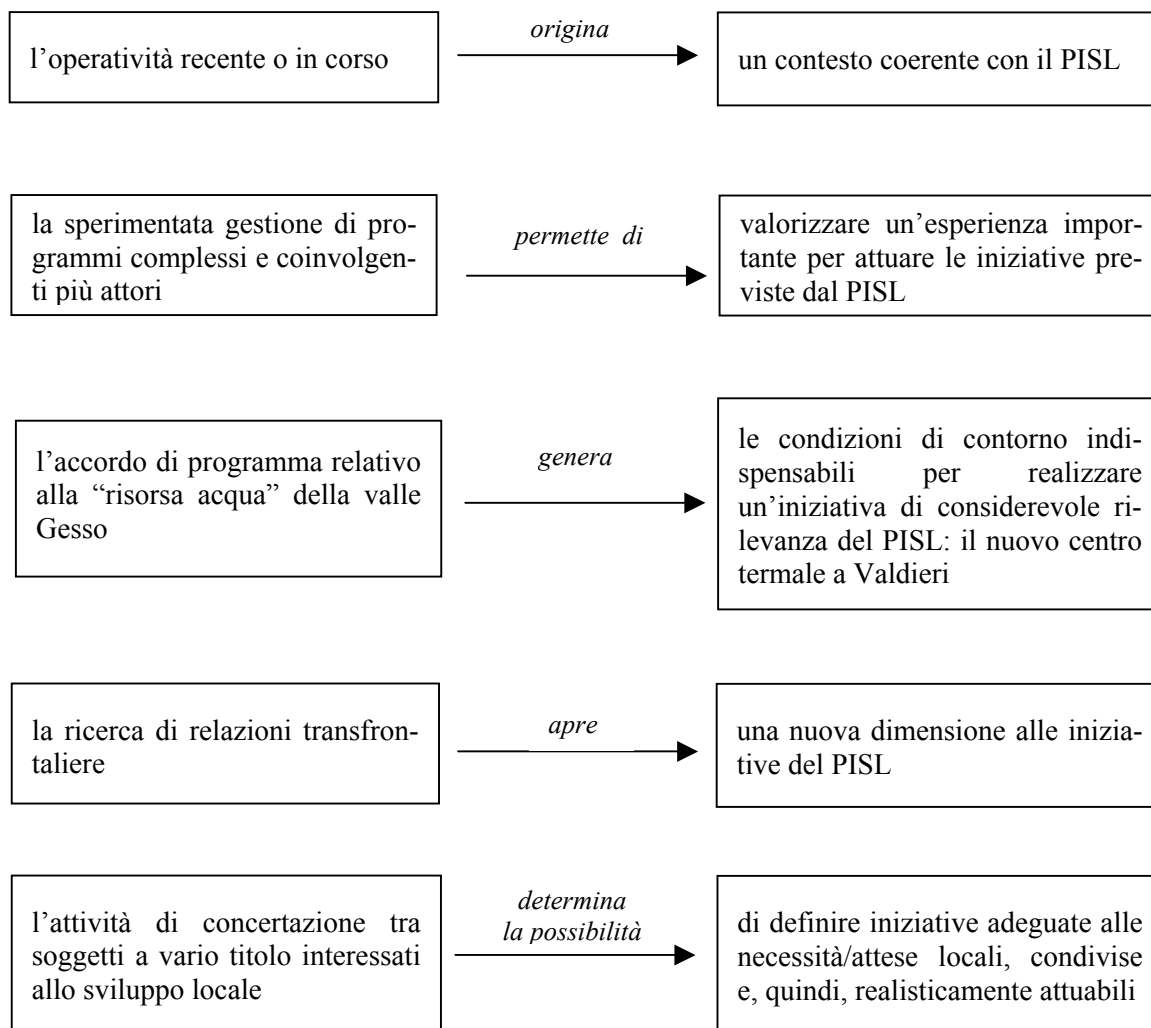 l’operatività recente o in corso
origina
un contesto coerente con il PISL
la sperimentata gestione di pro-
grammi complessi e coinvolgen-
ti più attori
permette di
valorizzare un’esperienza impor-
tante per attuare le iniziative pre-
viste dal PISL
l’accordo di programma relativo
alla “risorsa acqua” della valle
Gesso
genera
le condizioni di contorno indi-
spensabili per realizzare
un’iniziativa di considerevole ri-
levanza del PISL: il nuovo centro
termale a Valdieri
la ricerca di relazioni transfron-
taliere
apre
una nuova dimensione alle inizia-
tive del PISL
l’attività di concertazione tra
soggetti a vario titolo interessati
allo sviluppo locale
determina
la possibilità
di definire iniziative adeguate alle
necessità/attese locali, condivise
e, quindi, realisticamente attuabili